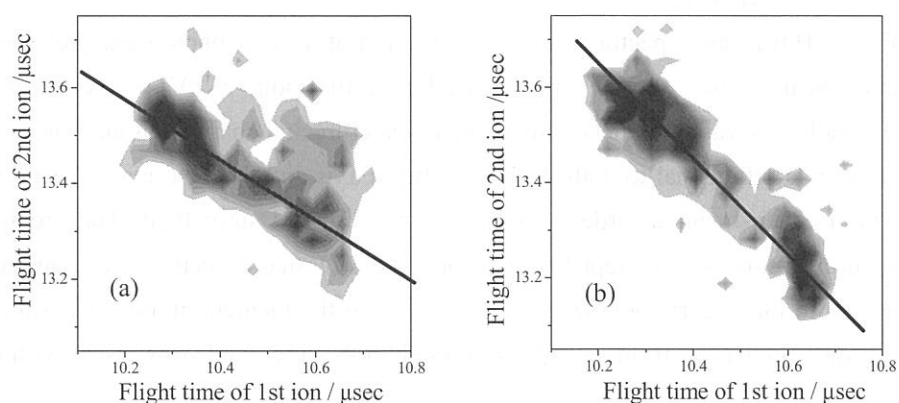 13.6
13.4
13.2
10.2 10.4 10.6 10.8
Flight time of 2nd ion /μsec
Flight time of 1st ion / μsec
(a)
13.6
13.4
13.2
10.2 10.4 10.6 10.8
Flight time of 2nd ion /μsec
Flight time of 1st ion / μsec
(b)